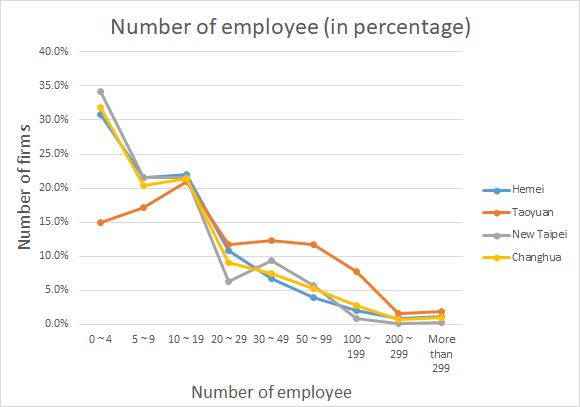 Number of employee (in percentage)
40.0%
35.0%
30.0%
25.0%
20.0%
15.0%
10.0%
5.0%
0.0%
Number of firms
0 ~ 4
5 ~ 9
10 ~ 19
20 ~ 29
30 ~ 49
50 ~ 99
100 ~
199
200 ~
299
More
than
299
Number of employee
Hemei
Taoyuan
New Taipei
Changhua